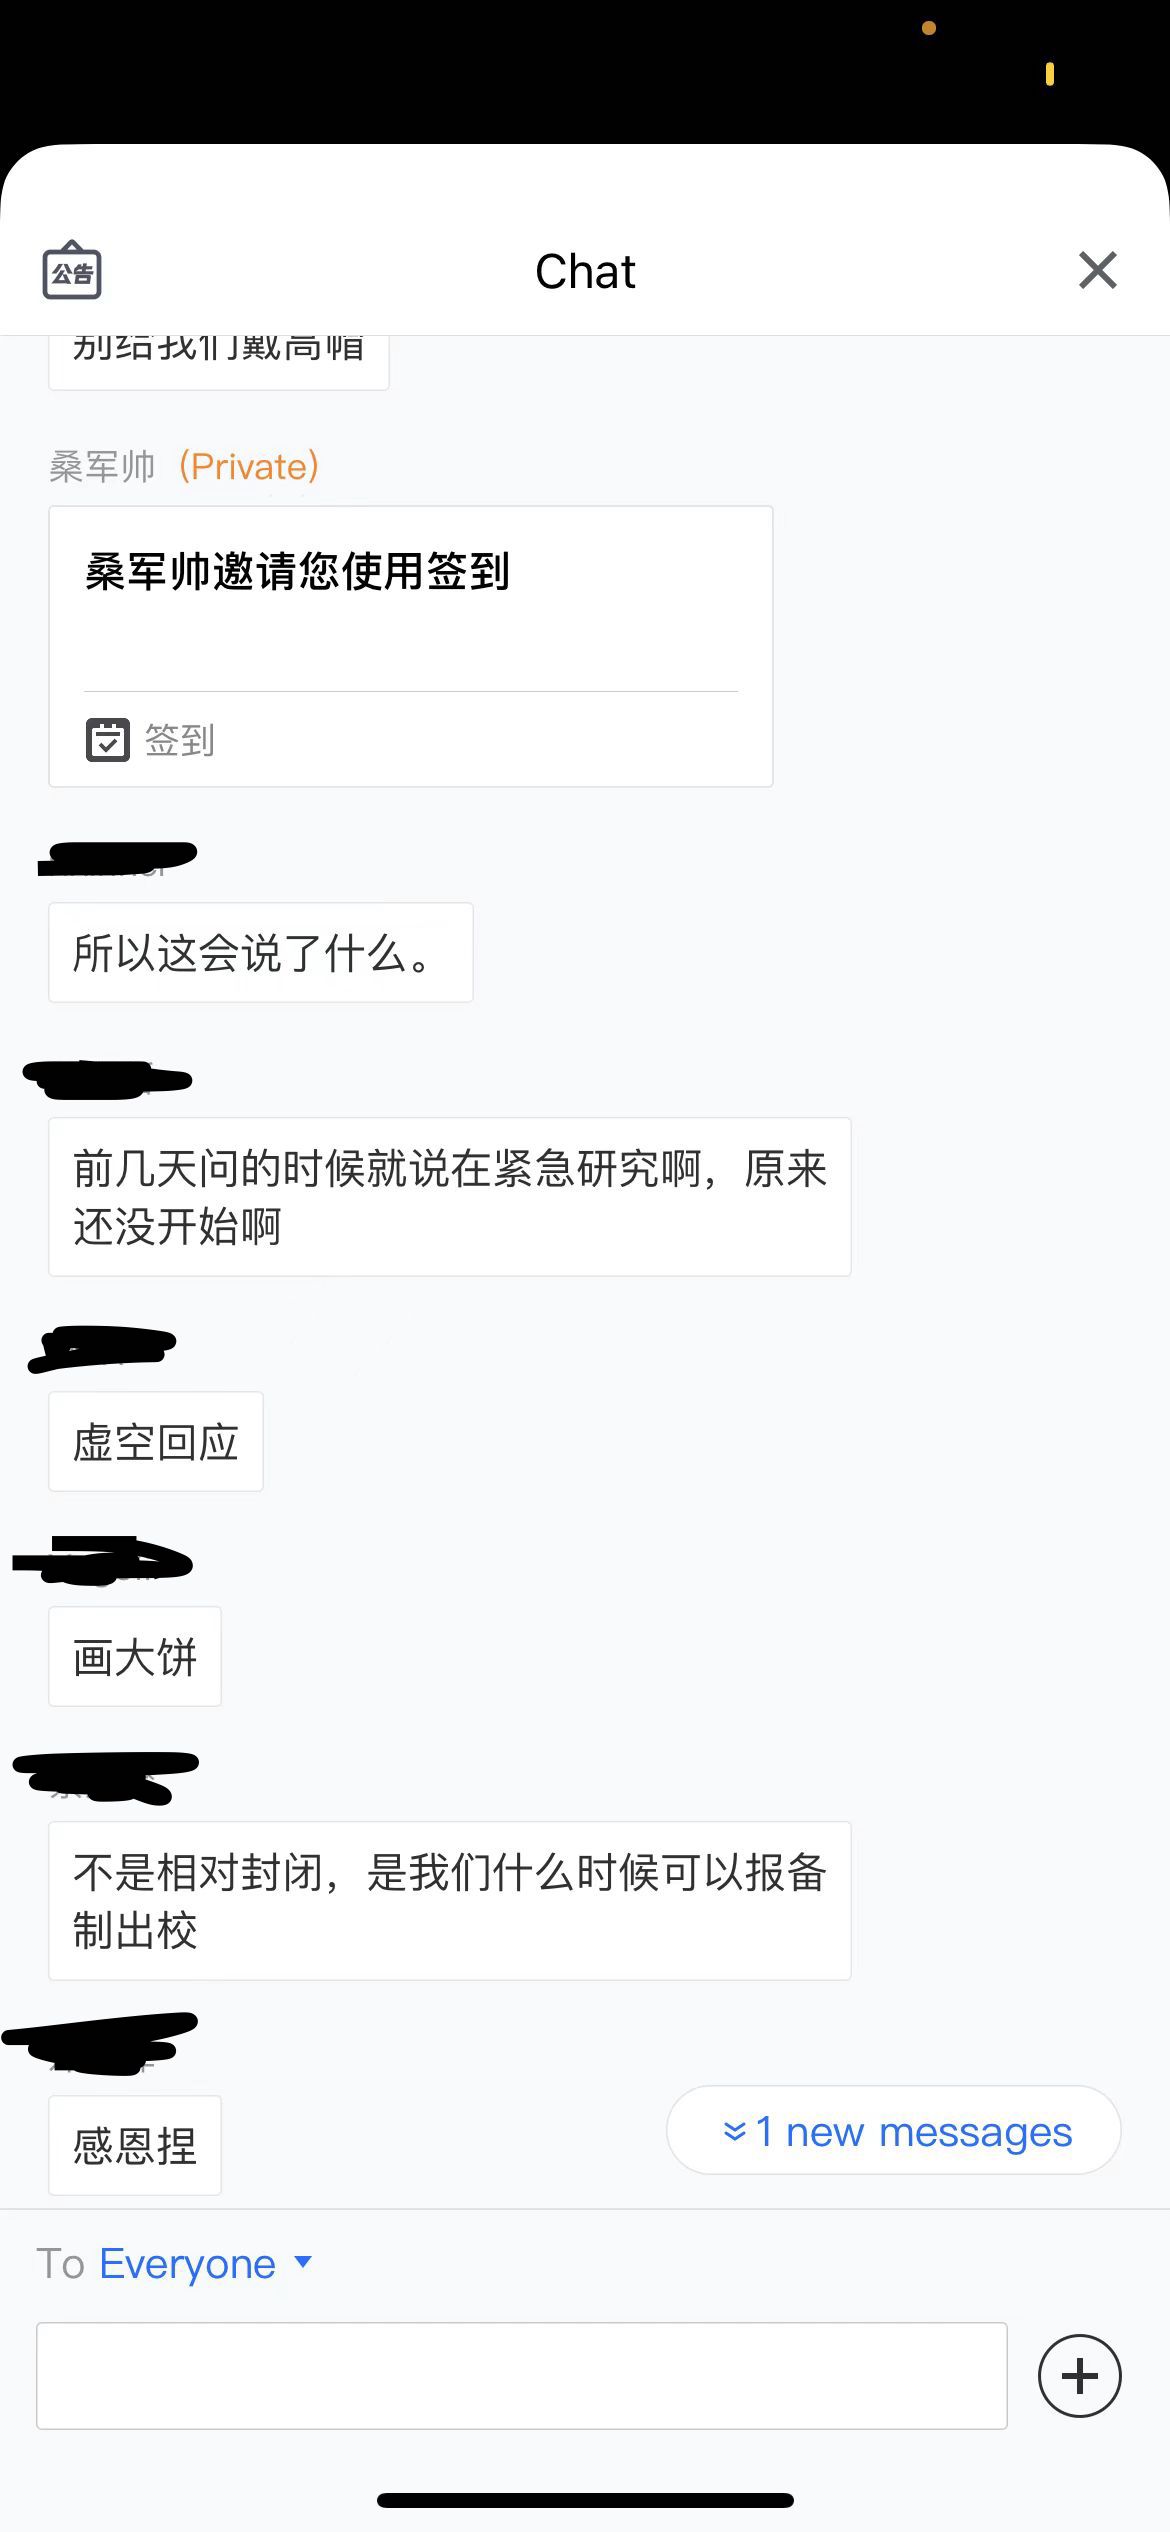 公告
Chat
别给我们戴高帽
桑军帅 (Private)
桑军帅邀请您使用签到
签到
所以这会说了什么。
前几天问的时候就说在紧急研究啊，原来
还没开始啊
虚空回应
画大饼
不是相对封闭，是我们什么时候可以报备
制出校
感恩捏
1 new messages
To Everyone